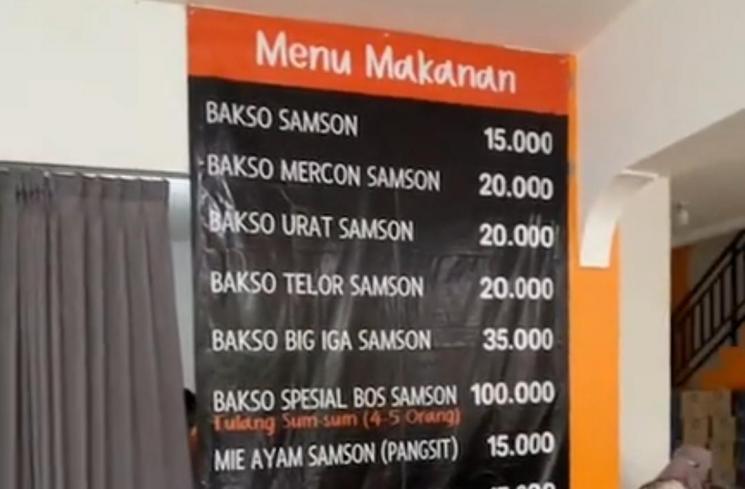 Menu Makanan
BAKSO SAMSON 15.000
BAKSO MERCON SAMSON 20.000
BAKSO URAT SAMSON 20.000
BAKSO TELOR SAMSON 20.000
BAKSO BIG IGA SAMSON 35.000
BAKSO SPESIAL BOS SAMSON 100.000
Tulang Sum-sum (4-5 Orang)
MIE AYAM SAMSON (PANGSIT) 15.000